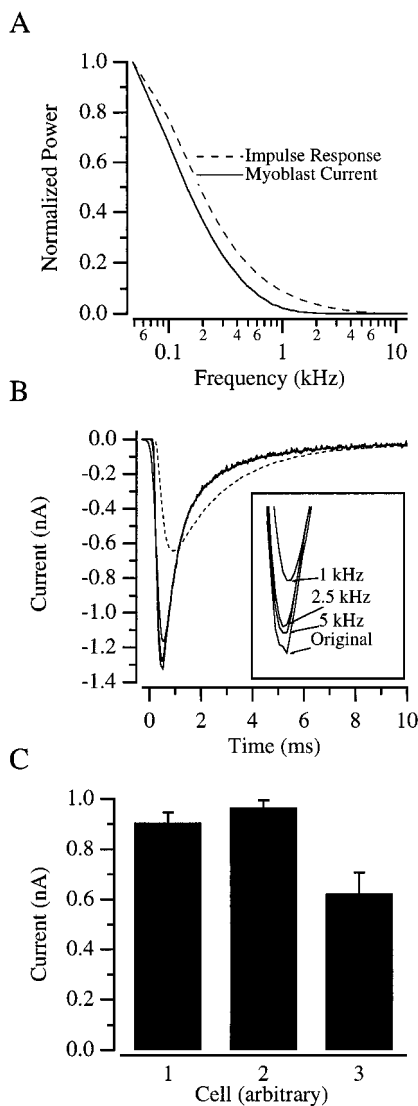 A
Normalized Power
1.0
0.8
0.6
0.4
0.2
0.0
Impulse Response
Myoblast Current
6
2
4
6
2
4
6
0.1
1
10
Frequency (kHz)
B
Current (nA)
0.0
-0.2
-0.4
-0.6
-0.8
-1.0
-1.2
-1.4
1 kHz
2.5 kHz
5 kHz
Original
0
2
4
6
8
10
Time (ms)
C
Current (nA)
1.0
0.8
0.6
0.4
0.2
0.0
1
2
3
Cell (arbitrary)